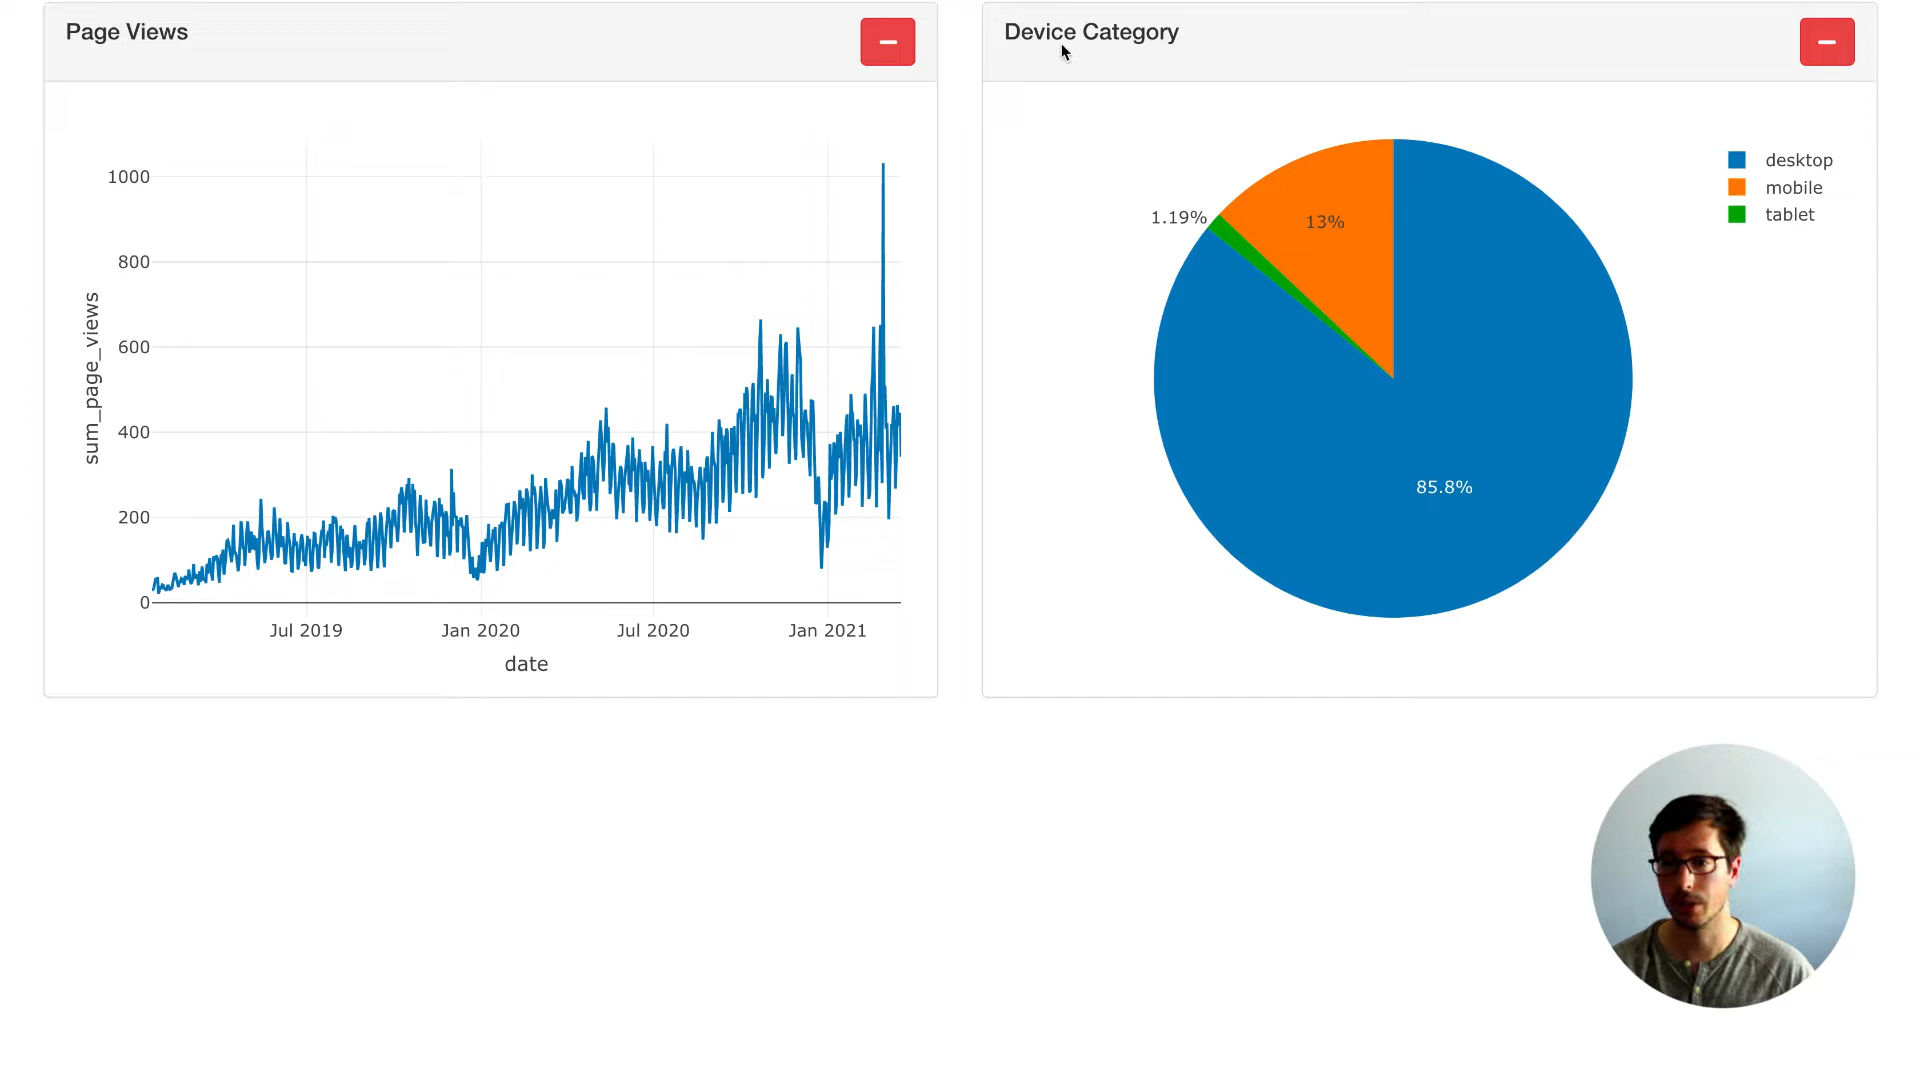 Page Views
1000
800
600
400
200
0
sum_page_views
Jul 2019
Jan 2020
Jul 2020
Jan 2021
date
Device Category
desktop
mobile
tablet
1.19%
13%
85.8%